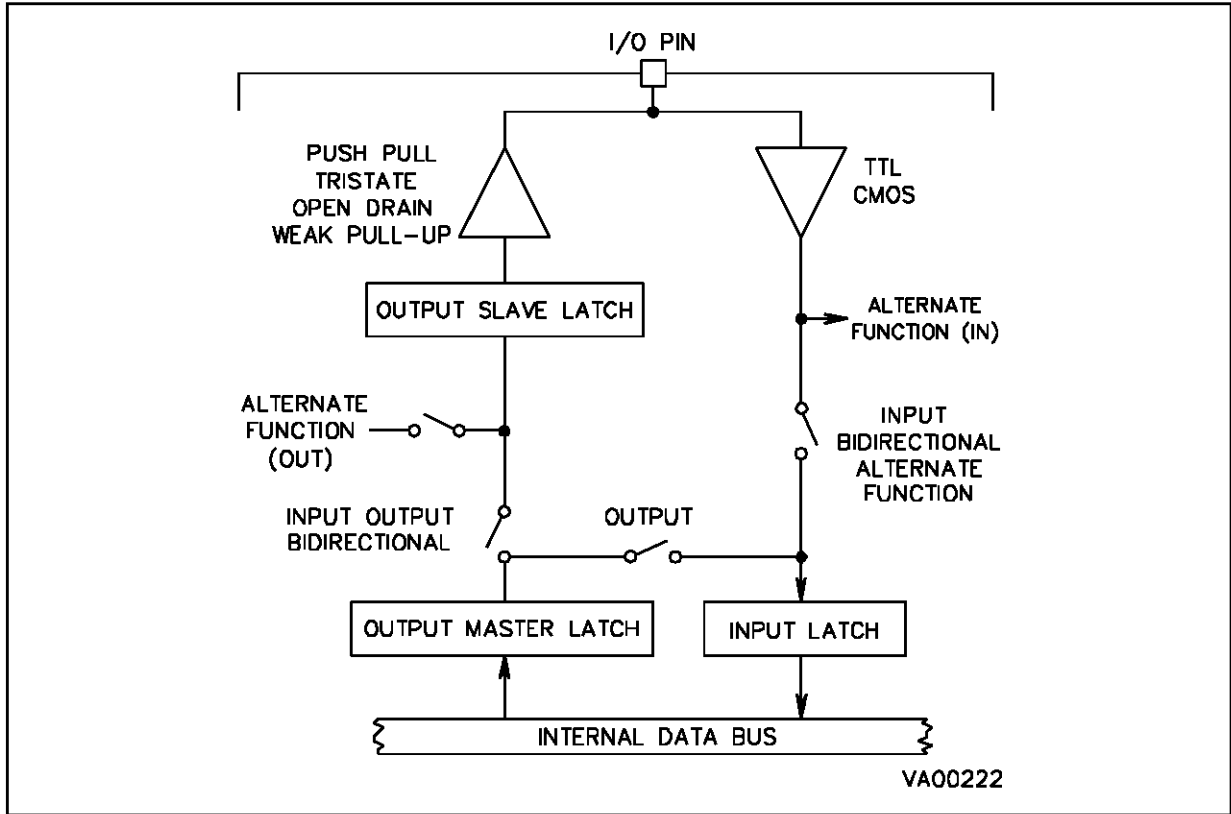 I/O PIN
PUSH PULL
TRISTATE
OPEN DRAIN
WEAK PULL-UP
TTL
CMOS
OUTPUT SLAVE LATCH
ALTERNATE
FUNCTION (IN)
ALTERNATE
FUNCTION
(OUT)
INPUT
BIDIRECTIONAL
ALTERNATE
FUNCTION
INPUT OUTPUT
BIDIRECTIONAL
OUTPUT
OUTPUT MASTER LATCH
INPUT LATCH
INTERNAL DATA BUS
VA00222